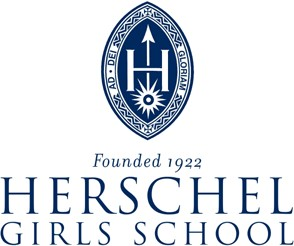 AD · DEI GLORIAM
H
Founded 1922
HERSCHEL
GIRLS SCHOOL